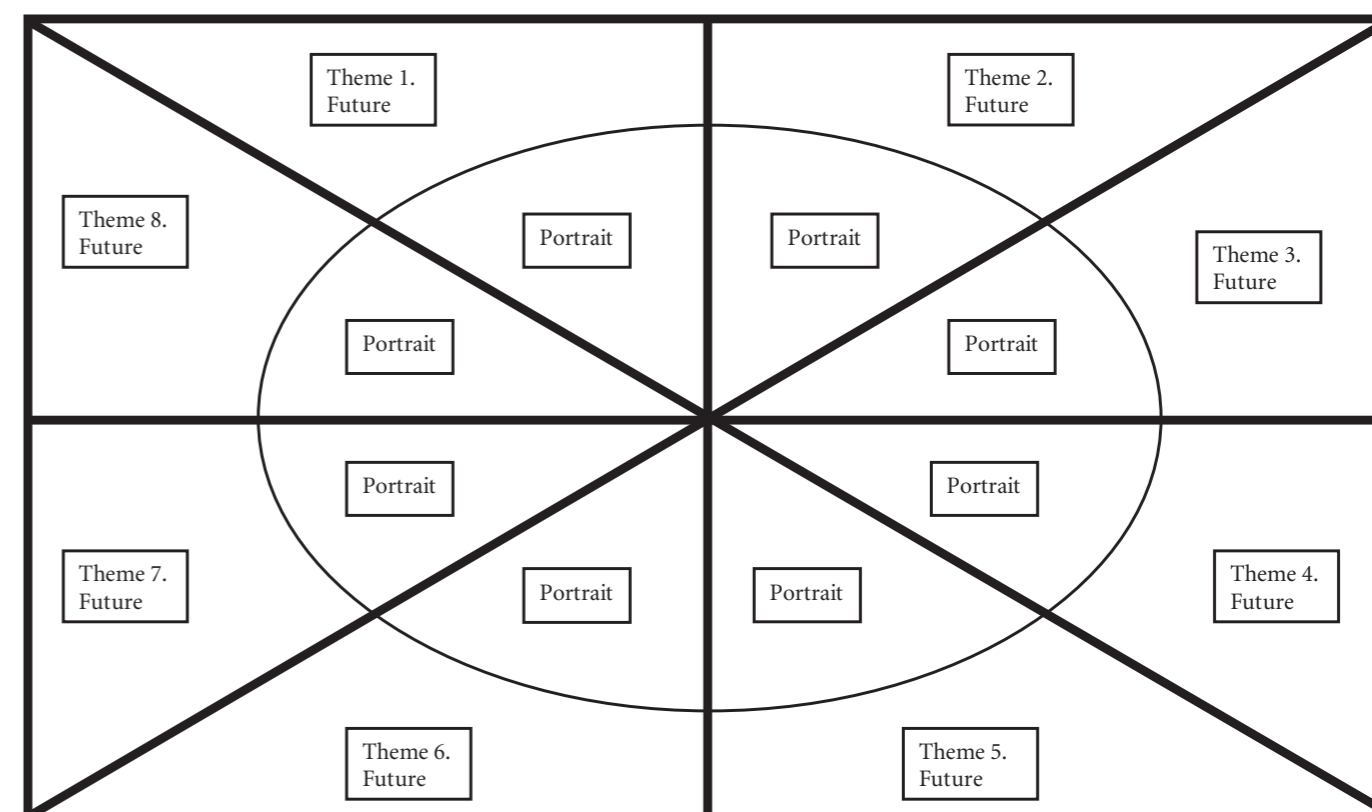 Theme 1.
Future
Theme 2.
Future
Theme 8.
Future
Portrait
Portrait
Theme 3.
Future
Portrait
Portrait
Portrait
Portrait
Theme 7.
Future
Portrait
Portrait
Theme 4.
Future
Theme 6.
Future
Theme 5.
Future